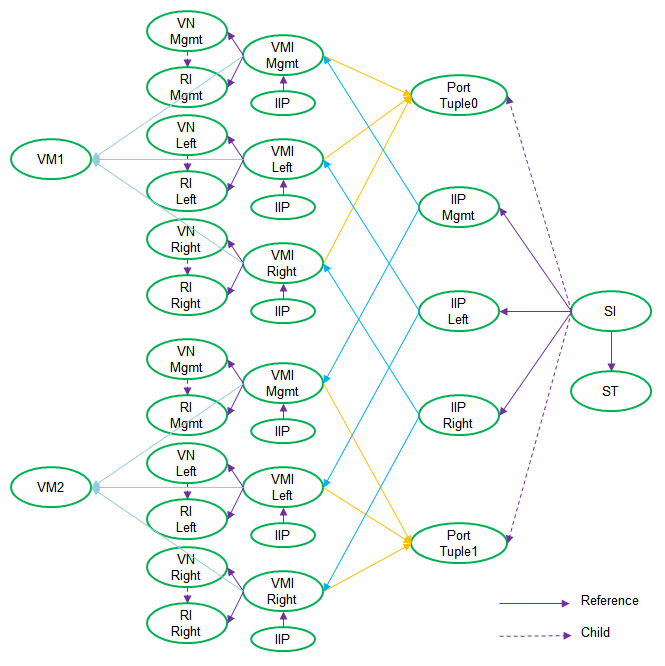 VN
Mgmt
RI
Mgmt
VMI
Mgmt
IIP
VN
Left
RI
Left
VMI
Left
IIP
VN
Right
RI
Right
VMI
Right
IIP
VM1
VN
Mgmt
RI
Mgmt
VMI
Mgmt
IIP
VN
Left
RI
Left
VMI
Left
IIP
VN
Right
RI
Right
VMI
Right
IIP
VM2
Port
Tuple0
IIP
Mgmt
IIP
Left
IIP
Right
Port
Tuple1
SI
ST
Reference
Child